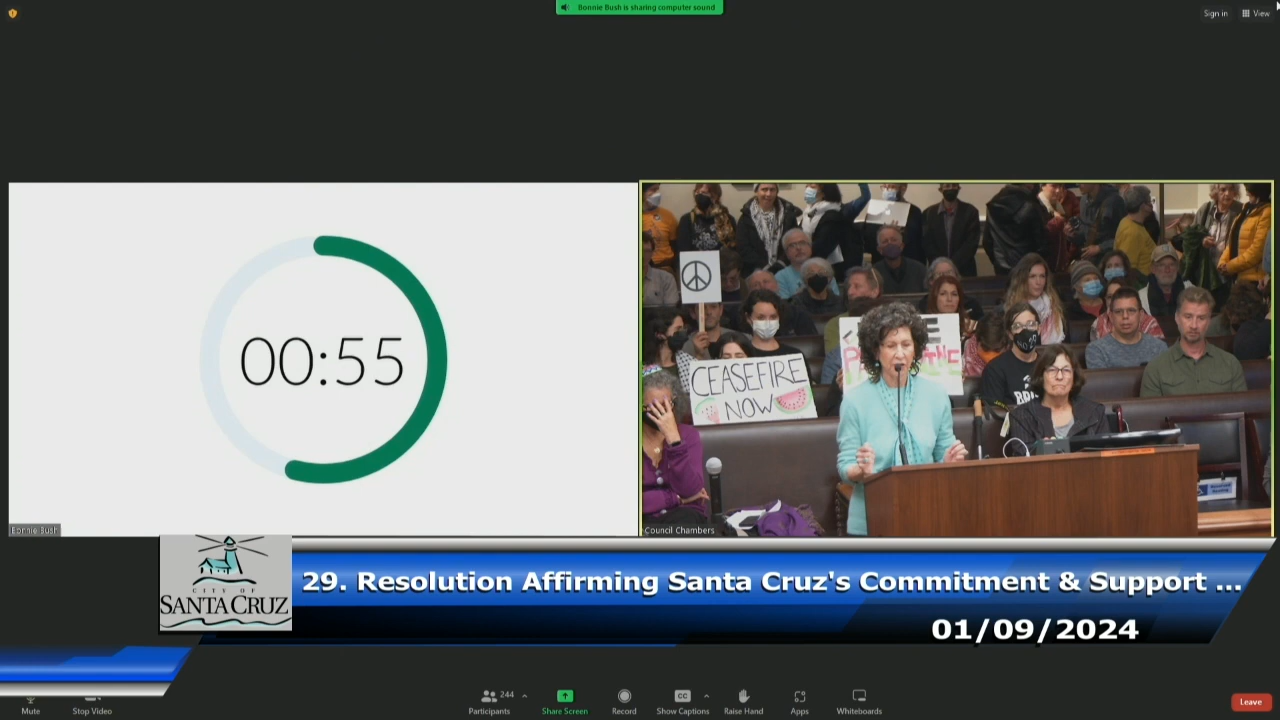 Bonnie Bush is sharing computer sound
Sign in
View
00:55
CEASEFIRE
NOW
Bonnie Bush
Council Chambers
CITY OF
SANTA CRUZ
29. Resolution Affirming Santa Cruz's Commitment & Support ...
01/09/2024
Mute
Stop Video
244
Participants
Share Screen
CC
Record
Show Captions
Raise Hand
Apps
Whiteboards
Leave